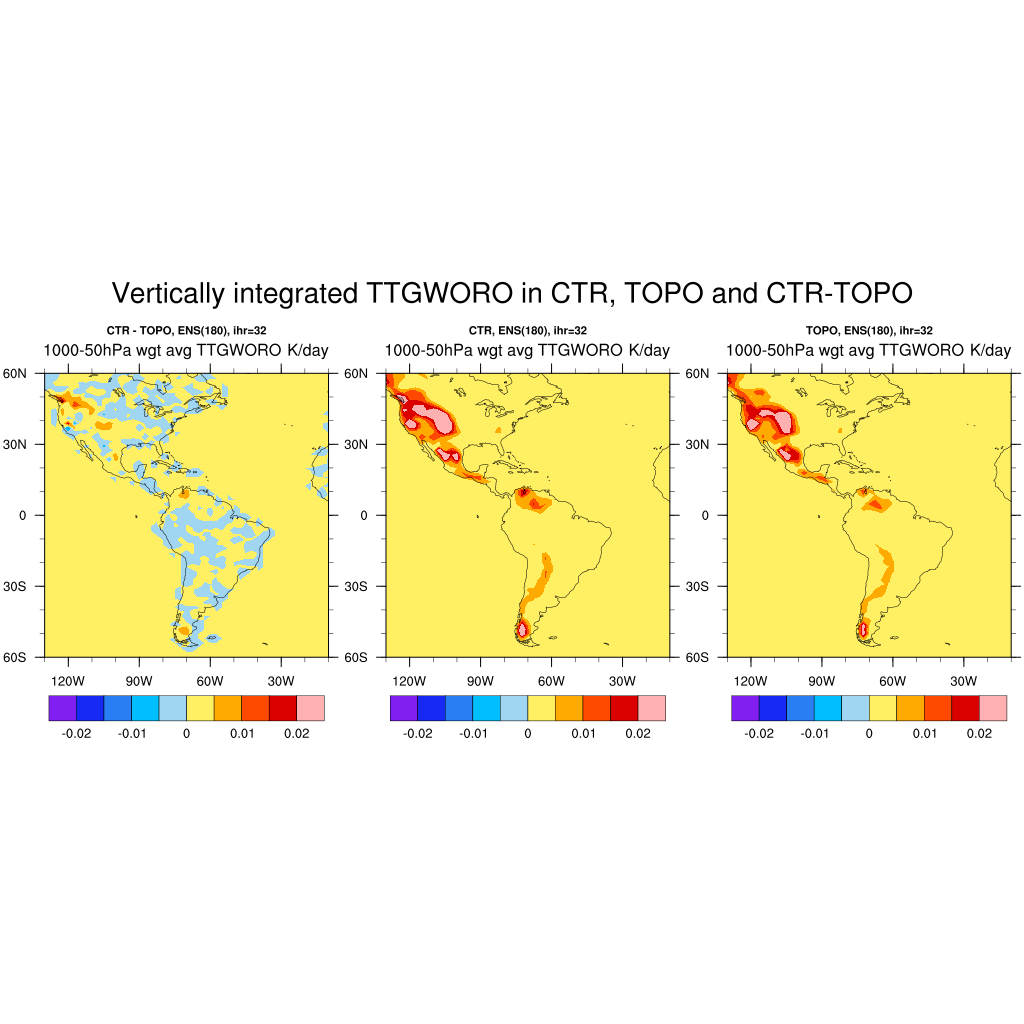 Vertically integrated TTGWORO in CTR, TOPO and CTR-TOPO
CTR - TOPO, ENS(180), ihr=32
1000-50hPa wgt avg TTGWORO K/day
60N
30N
0
30S
60S
120W 90W 60W 30W
-0.02 -0.01 0 0.01 0.02
CTR, ENS(180), ihr=32
1000-50hPa wgt avg TTGWORO K/day
60N
30N
0
30S
60S
120W 90W 60W 30W
-0.02 -0.01 0 0.01 0.02
TOPO, ENS(180), ihr=32
1000-50hPa wgt avg TTGWORO K/day
60N
30N
0
30S
60S
120W 90W 60W 30W
-0.02 -0.01 0 0.01 0.02